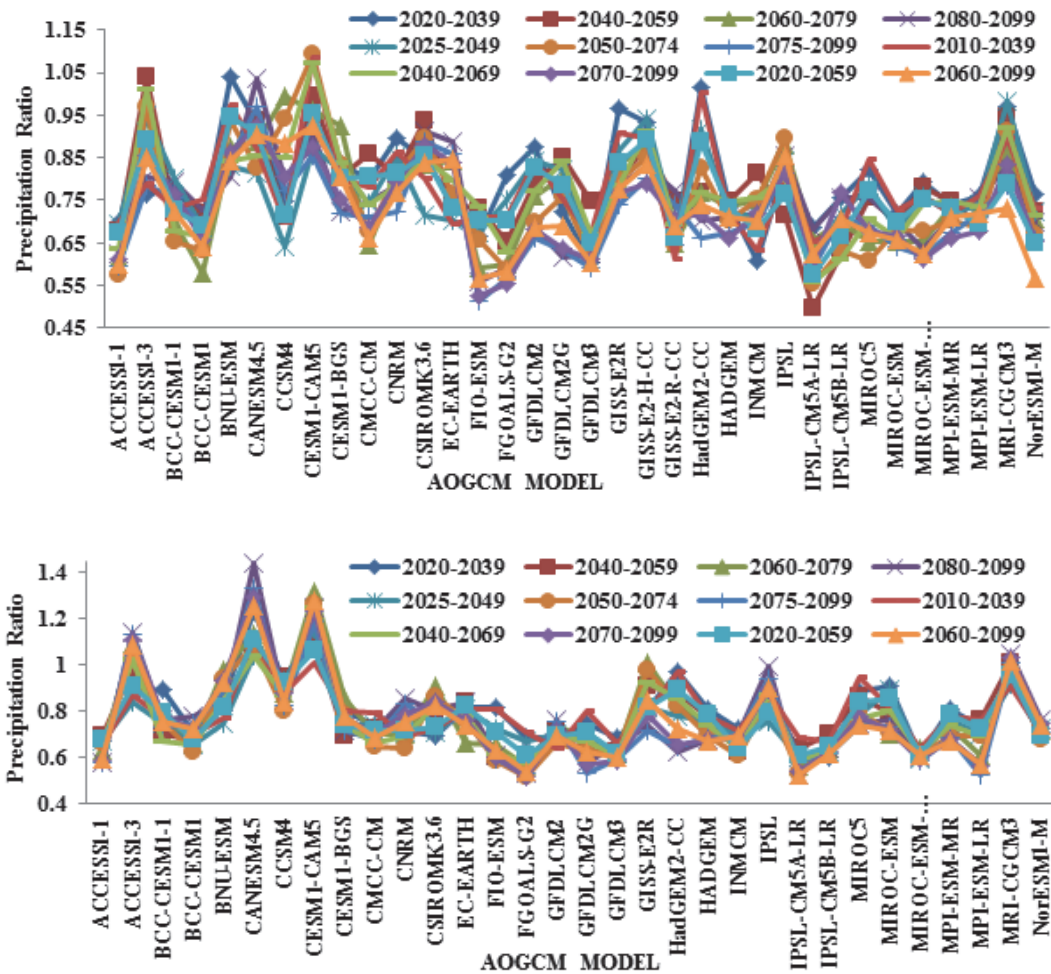 Precipitation Ratio
1.15
1.05
0.95
0.85
0.75
0.65
0.55
0.45
2020-2039 2040-2059 2060-2079 2080-2099
2025-2049 2050-2074 2075-2099 2010-2039
2040-2069 2070-2099 2020-2059 2060-2099
ACCESSI-1
ACCESSI-3
BCC-CESM1-1
BCC-CESM1
BNU-ESM
CANESM4.5
CCSM4
CESM1-CAM5
CESM1-BGS
CMCC-CM
CNRM
CSIROMK3.6
EC-EARTH
FIO-ESM
FGOALS-G2
GFDLCM2
GFDLCM2G
GFDLCM3
GISS-E2R
GISS-E2-H-CC
GISS-E2-R-CC
HadGEM2-CC
HADGEM
INMCM
IPSL
IPSL-CM5A-LR
IPSL-CM5B-LR
MIROC5
MIROC-ESM
MIROC-ESM-…
MPI-ESM-MR
MPI-ESM-LR
MRI-CGCM3
NorESMI-M
AOGCM MODEL
Precipitation Ratio
1.4
1.2
1
0.8
0.6
0.4
2020-2039 2040-2059 2060-2079 2080-2099
2025-2049 2050-2074 2075-2099 2010-2039
2040-2069 2070-2099 2020-2059 2060-2099
ACCESSI-1
ACCESSI-3
BCC-CESM1-1
BCC-CESM1
BNU-ESM
CANESM4.5
CCSM4
CESM1-CAM5
CESM1-BGS
CMCC-CM
CNRM
CSIROMK3.6
EC-EARTH
FIO-ESM
FGOALS-G2
GFDLCM2
GFDLCM2G
GFDLCM3
GISS-E2R
HadGEM2-CC
HADGEM
INMCM
IPSL
IPSL-CM5A-LR
IPSL-CM5B-LR
MIROC5
MIROC-ESM
MIROC-ESM-…
MPI-ESM-MR
MPI-ESM-LR
MRI-CGCM3
NorESMI-M
AOGCM MODEL